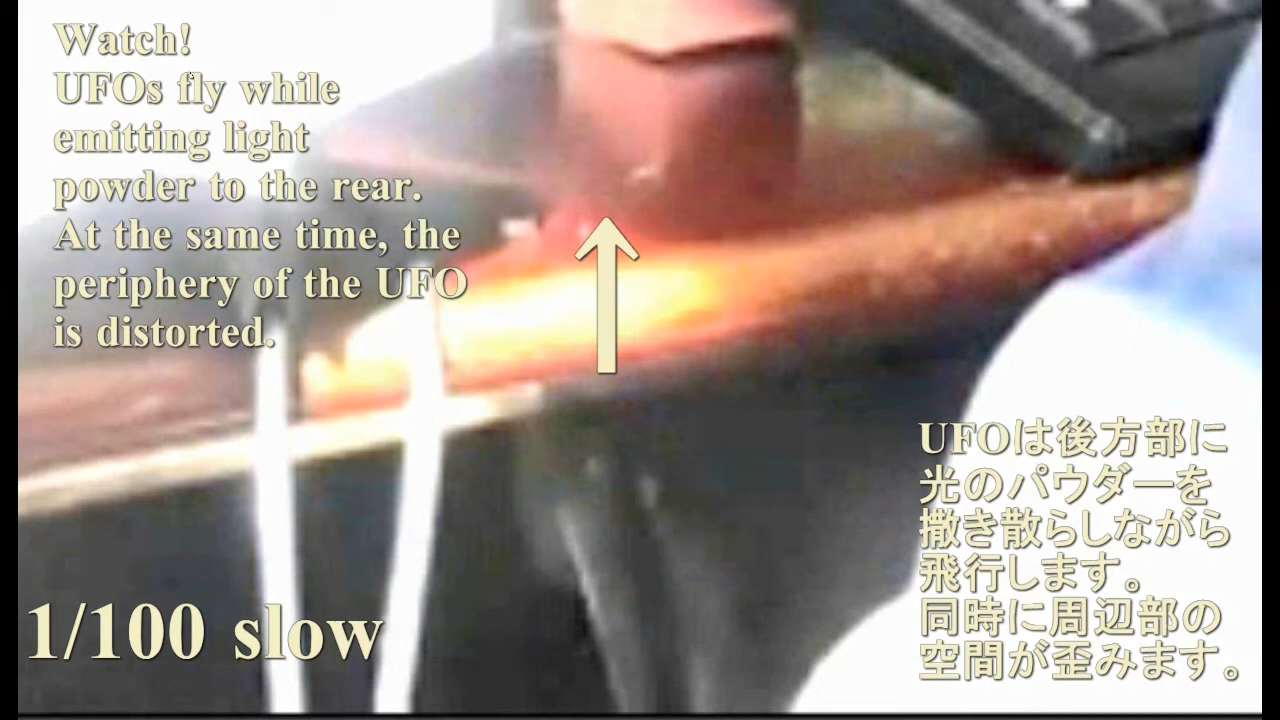 Watch!
UFOs fly while
emitting light
powder to the rear.
At the same time, the
periphery of the UFO
is distorted.
UFOは後方部に
光のパウダーを
撒き散らしながら
飛行します。
同時に周辺部の
空間が歪みます。
1/100 slow